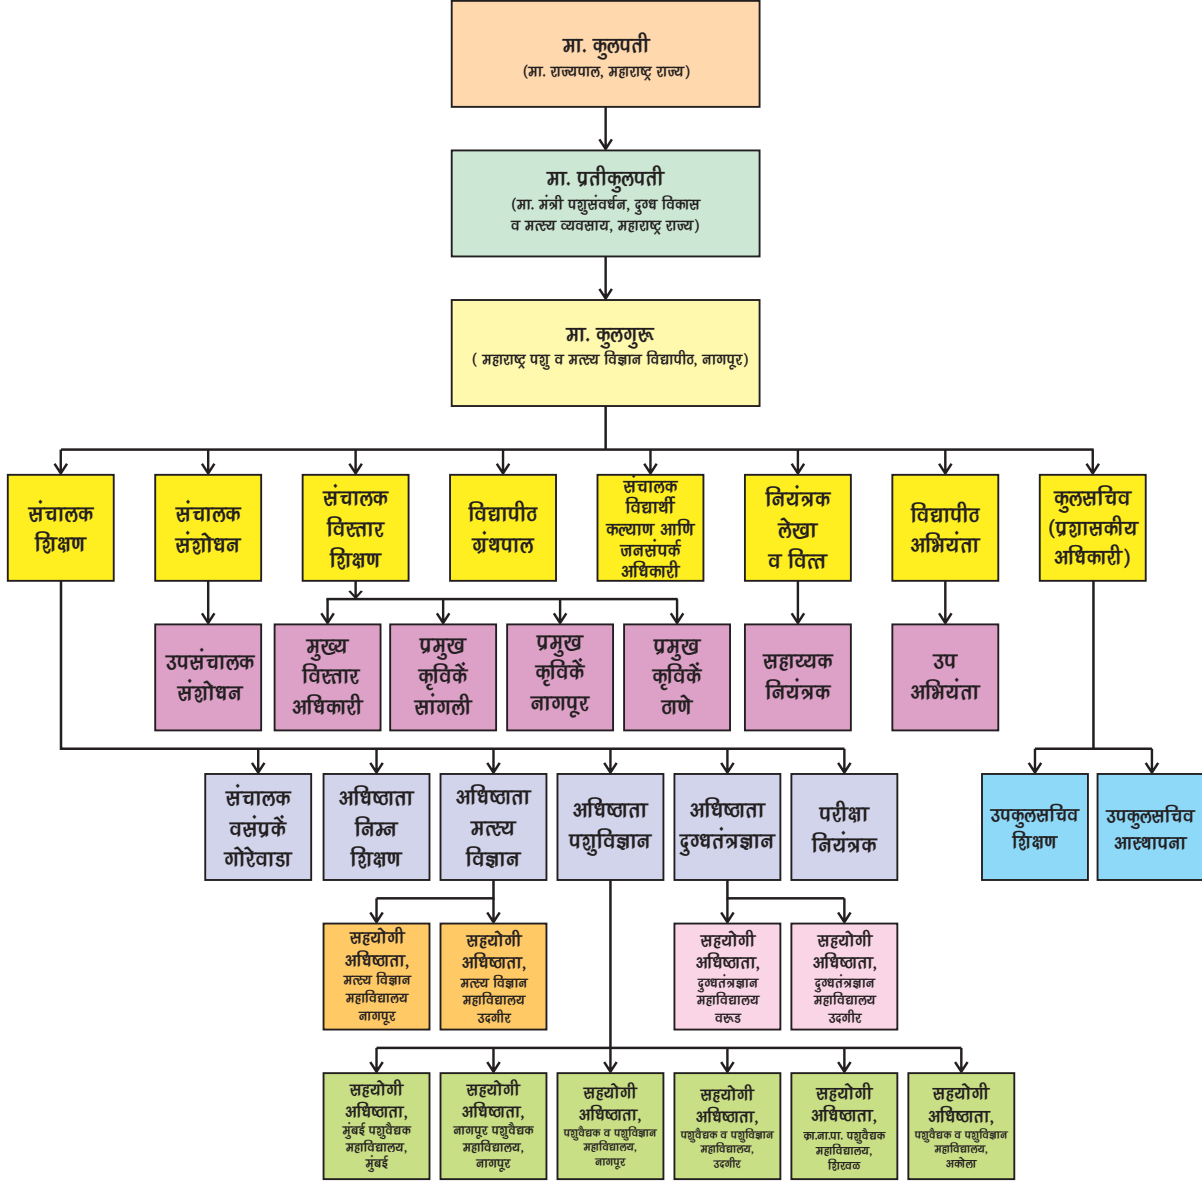 मा. कुलपती
(मा. राज्यपाल, महाराष्ट्र राज्य)
मा. प्रतीकुलपती
(मा. मंत्री पशुसंवर्धन, दुग्ध विकास
व मत्स्य व्यवसाय, महाराष्ट्र राज्य)
मा. कुलगुरू
( महाराष्ट्र पशु व मत्स्य विज्ञान विद्यापीठ, नागपूर)
संचालक
शिक्षण
संचालक
संशोधन
संचालक
विस्तार
शिक्षण
विद्यापीठ
ग्रंथपाल
संचालक
विद्यार्थी
कल्याण आणि
जनसंपर्क
अधिकारी
नियंत्रक
लेखा
व वित्त
विद्यापीठ
अभियंता
कुलसचिव
(प्रशासकीय
अधिकारी)
उपसंचालक
संशोधन
मुख्य
विस्तार
अधिकारी
प्रमुख
कृविकें
सांगली
प्रमुख
कृविकें
नागपूर
प्रमुख
कृविकें
ठाणे
सहाय्यक
नियंत्रक
उप
अभियंता
संचालक
वसंप्रकें
गोरेवाडा
अधिष्ठाता
निम्न
शिक्षण
अधिष्ठाता
मत्स्य
विज्ञान
अधिष्ठाता
पशुविज्ञान
अधिष्ठाता
दुग्धतंत्रज्ञान
परीक्षा
नियंत्रक
उपकुलसचिव
शिक्षण
उपकुलसचिव
आस्थापना
सहयोगी
अधिष्ठाता,
मत्स्य विज्ञान
महाविद्यालय
नागपूर
सहयोगी
अधिष्ठाता,
मत्स्य विज्ञान
महाविद्यालय
उदगीर
सहयोगी
अधिष्ठाता,
दुग्धतंत्रज्ञान
महाविद्यालय
वरूड
सहयोगी
अधिष्ठाता,
दुग्धतंत्रज्ञान
महाविद्यालय
उदगीर
सहयोगी
अधिष्ठाता,
मुंबई पशुवैद्यक
महाविद्यालय,
मुंबई
सहयोगी
अधिष्ठाता,
नागपूर पशुवैद्यक
महाविद्यालय,
नागपूर
सहयोगी
अधिष्ठाता,
पशुवैद्यक व पशुविज्ञान
महाविद्यालय,
नागपूर
सहयोगी
अधिष्ठाता,
पशुवैद्यक व पशुविज्ञान
महाविद्यालय,
उदगीर
सहयोगी
अधिष्ठाता,
क्रा.ना.पा. पशुवैद्यक
महाविद्यालय,
शिरवळ
सहयोगी
अधिष्ठाता,
पशुवैद्यक व पशुविज्ञान
महाविद्यालय,
अकोला